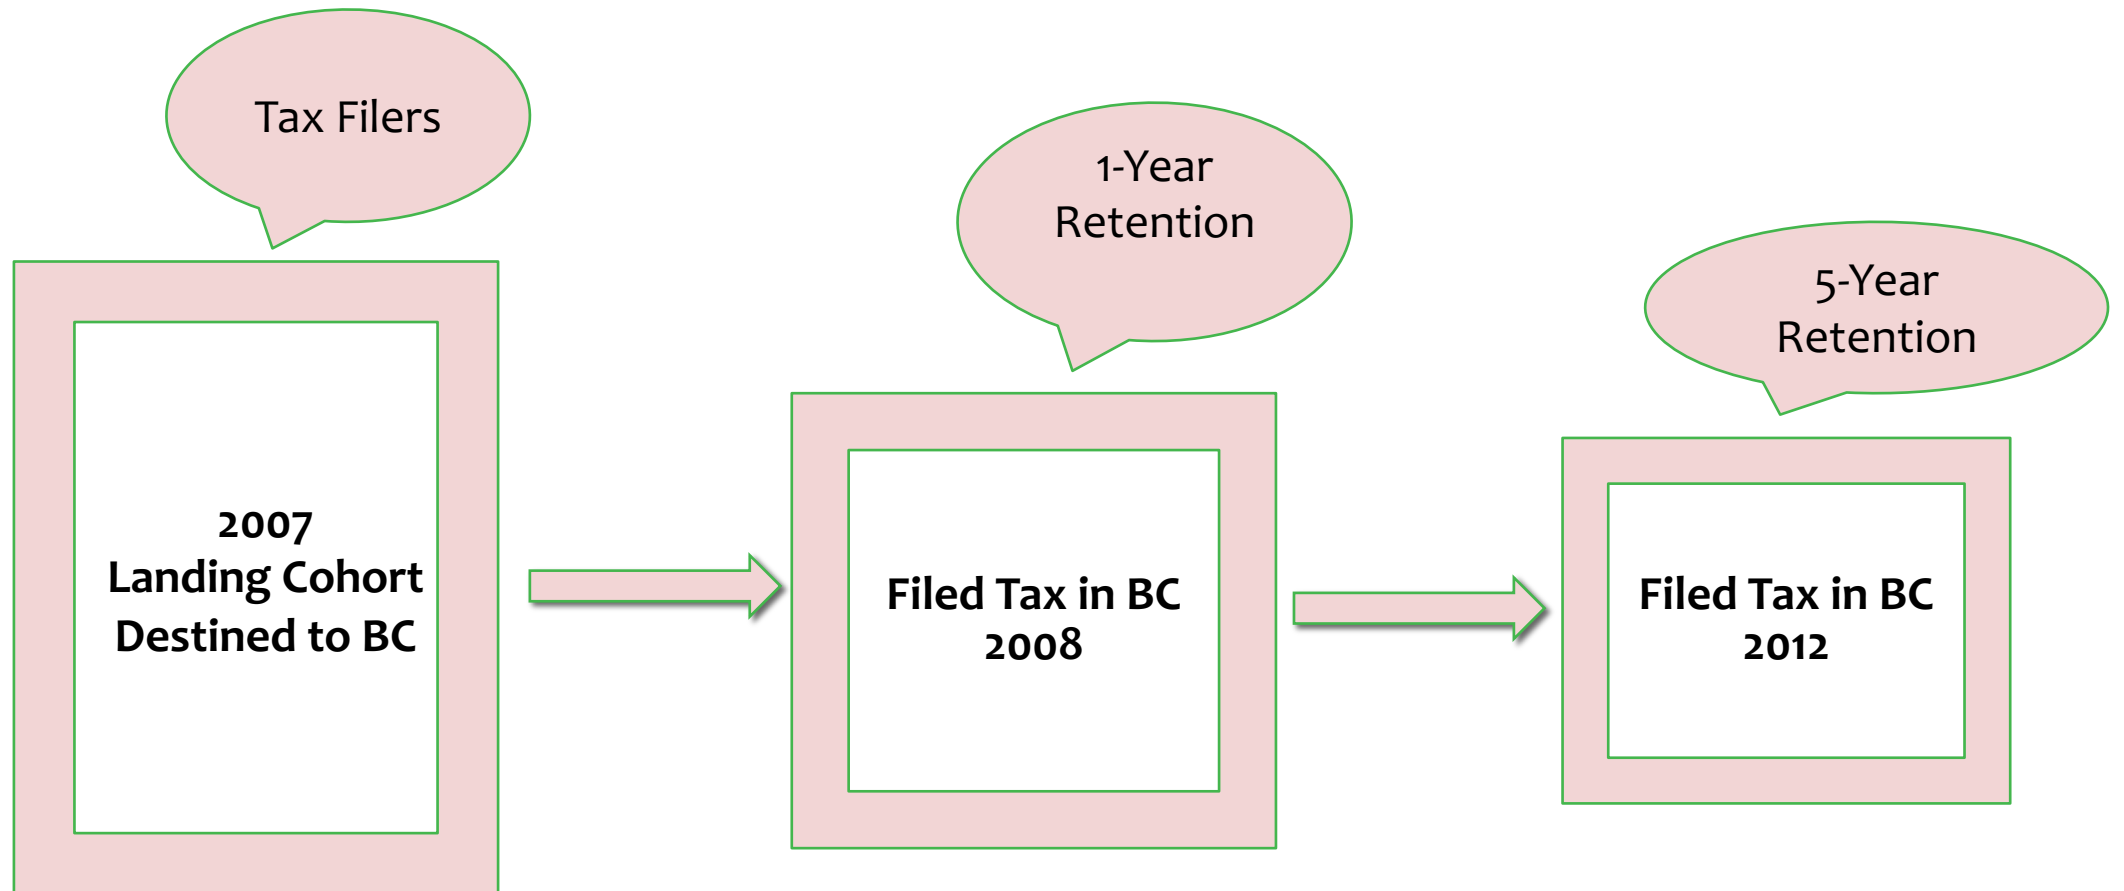 Tax Filers
1-Year
Retention
5-Year
Retention
2007
Landing Cohort
Destined to BC
Filed Tax in BC
2008
Filed Tax in BC
2012